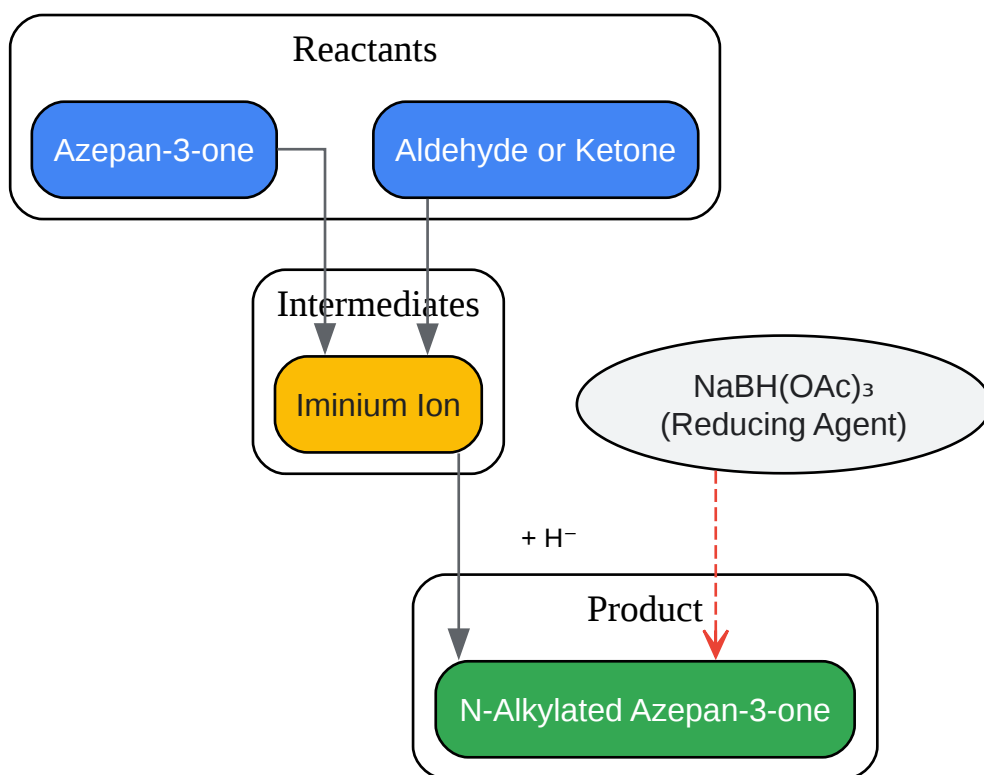 Reactants
Azepan-3-one
Aldehyde or Ketone
Intermediates
Iminium Ion
NaBH(OAc)₃
(Reducing Agent)
+ H⁻
Product
N-Alkylated Azepan-3-one